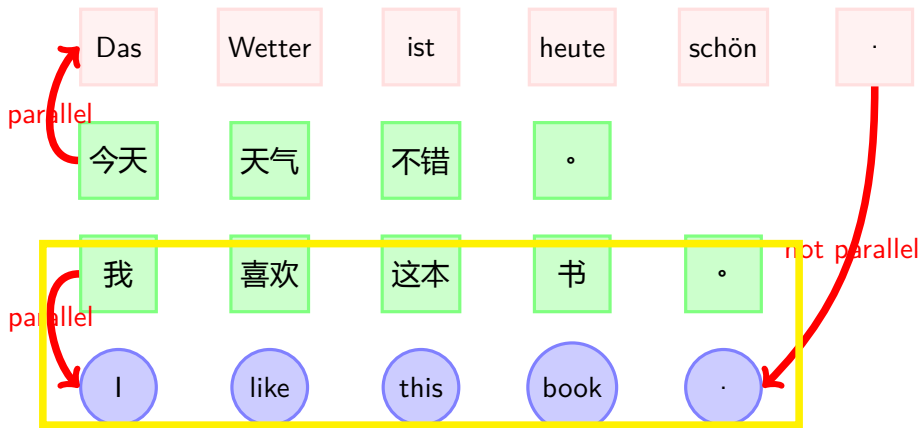 Das Wetter ist heute schön .
parallel
今天 天气 不错 。
我 喜欢 这本 书 。
not parallel
parallel
I like this book .